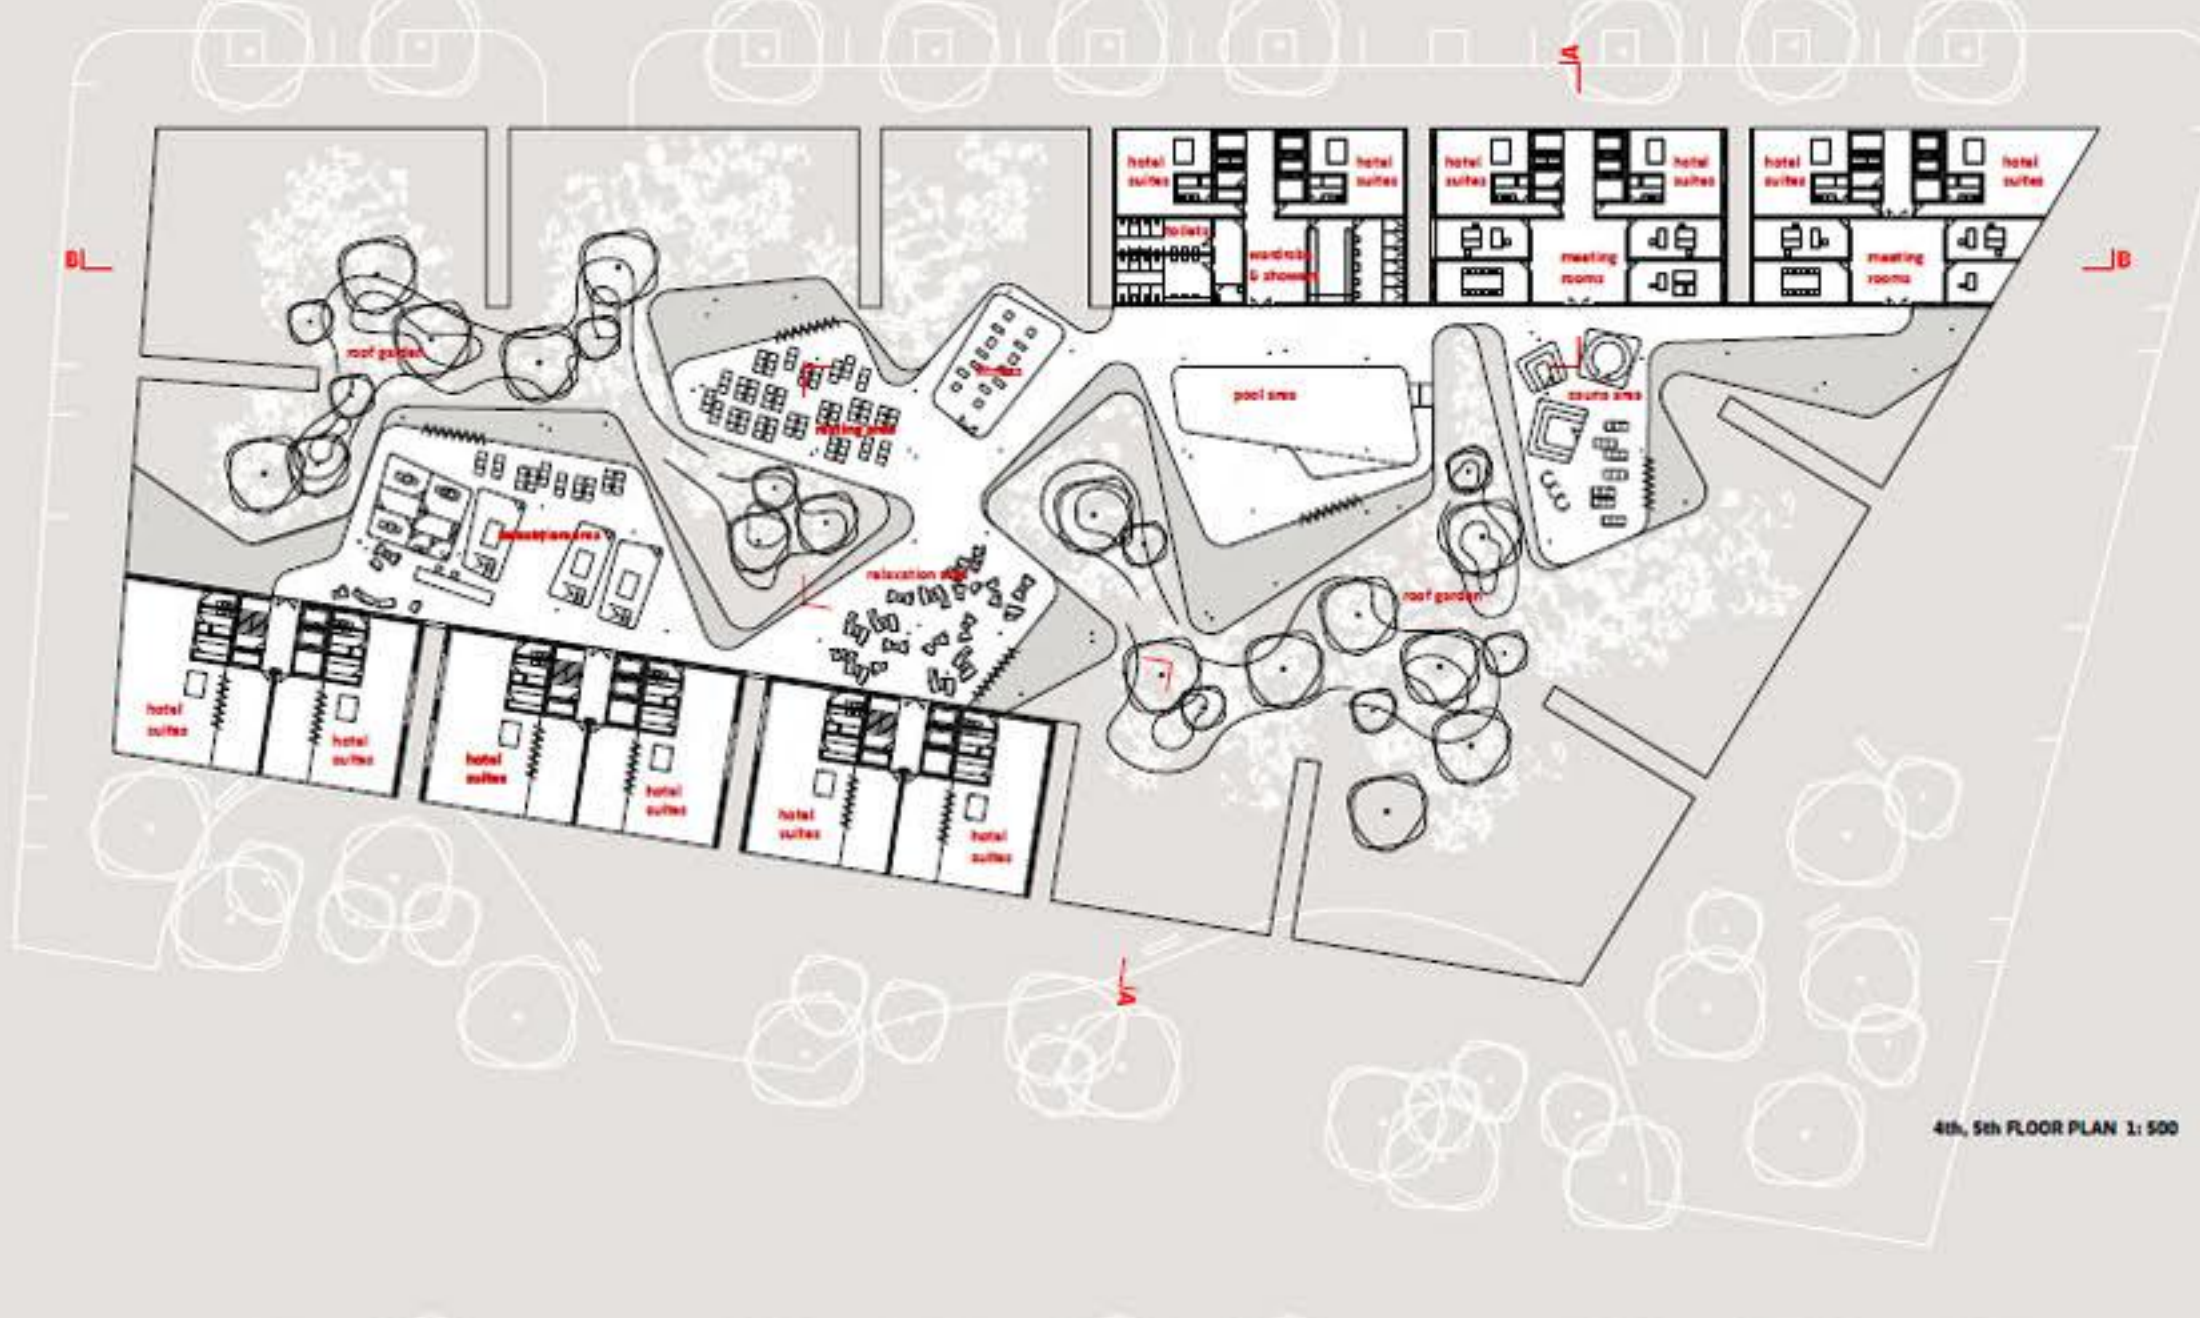 A
hotel
suites
hotel
suites
hotel
suites
hotel
suites
hotel
suites
hotel
suites
toilets
wardrobe
& showers
meeting
rooms
meeting
rooms
B
B
roof garden
pool area
sauna area
relaxation area
roof garden
hotel
suites
hotel
suites
hotel
suites
hotel
suites
hotel
suites
hotel
suites
A
4th, 5th FLOOR PLAN 1: 500